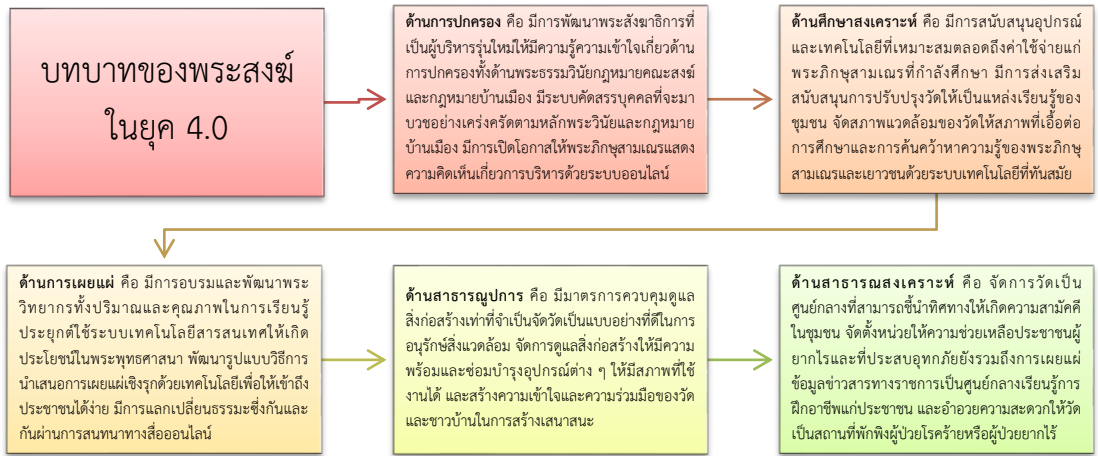 บทบาทของพระสงฆ์
ในยุค 4.0
ด้านการปกครอง คือ มีการพัฒนาพระสังฆาธิการที่
เป็นผู้บริหารรุ่นใหม่ให้มีความรู้ความเข้าใจเกี่ยวด้าน
การปกครองทั้งด้านพระธรรมวินัยกฎหมายคณะสงฆ์
และกฎหมายบ้านเมือง มีระบบคัดสรรบุคคลที่จะมา
บวชอย่างเคร่งครัดตามหลักพระวินัยและกฎหมาย
บ้านเมือง มีการเปิดโอกาสให้พระภิกษุสามเณรแสดง
ความคิดเห็นเกี่ยวการบริหารด้วยระบบออนไลน์
ด้านศึกษาสงเคราะห์ คือ มีการสนับสนุนอุปกรณ์
และเทคโนโลยีที่เหมาะสมตลอดถึงค่าใช้จ่ายแก่
พระภิกษุสามเณรที่กำลังศึกษา มีการส่งเสริม
สนับสนุนการปรับปรุงวัดให้เป็นแหล่งเรียนรู้ของ
ชุมชน จัดสภาพแวดล้อมของวัดให้สภาพที่เอื้อต่อ
การศึกษาและการค้นคว้าหาความรู้ของพระภิกษุ
สามเณรและเยาวชนด้วยระบบเทคโนโลยีที่ทันสมัย
ด้านการเผยแผ่ คือ มีการอบรมและพัฒนาพระ
วิทยากรทั้งปริมาณและคุณภาพในการเรียนรู้
ประยุกต์ใช้ระบบเทคโนโลยีสารสนเทศให้เกิด
ประโยชน์ในพระพุทธศาสนา พัฒนารูปแบบวิธีการ
นำเสนอการเผยแผ่เชิงรุกด้วยเทคโนโลยีเพื่อให้เข้าถึง
ประชาชนได้ง่าย มีการแลกเปลี่ยนธรรมะซึ่งกันและ
กันผ่านการสนทนาทางสื่อออนไลน์
ด้านสาธารณูปการ คือ มีมาตรการควบคุมดูแล
สิ่งก่อสร้างเท่าที่จำเป็นจัดวัดเป็นแบบอย่างที่ดีในการ
อนุรักษ์สิ่งแวดล้อม จัดการดูแลสิ่งก่อสร้างให้มีความ
พร้อมและซ่อมบำรุงอุปกรณ์ต่าง ๆ ให้มีสภาพที่ใช้
งานได้ และสร้างความเข้าใจและความร่วมมือของวัด
และชาวบ้านในการสร้างเสนาสนะ
ด้านสาธารณสงเคราะห์ คือ จัดการวัดเป็น
ศูนย์กลางที่สามารถชี้นำทิศทางให้เกิดความสามัคคี
ในชุมชน จัดตั้งหน่วยให้ความช่วยเหลือประชาชนผู้
ยากไร้และที่ประสบอุทกภัยยังรวมถึงการเผยแผ่
ข้อมูลข่าวสารทางราชการเป็นศูนย์กลางเรียนรู้การ
ฝึกอาชีพแก่ประชาชน และอำอวยความสะดวกให้วัด
เป็นสถานที่พักพิงผู้ป่วยโรคร้ายหรือผู้ป่วยยากไร้